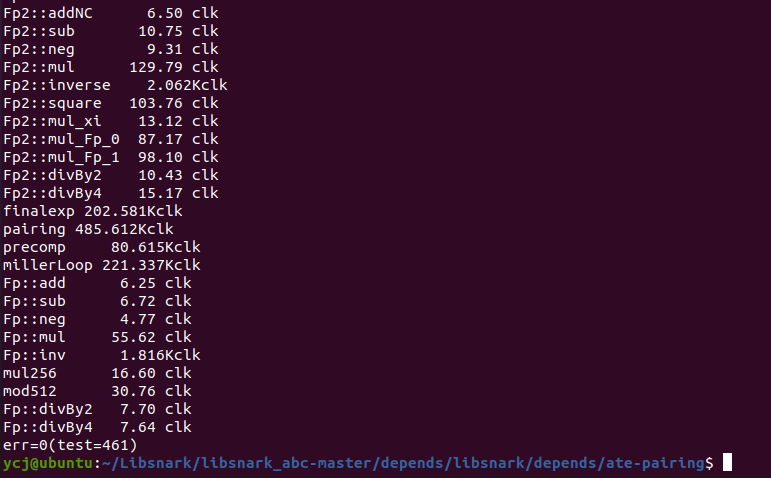 Fp2::addNC      6.50 clk
Fp2::sub       10.75 clk
Fp2::neg        9.31 clk
Fp2::mul      129.79 clk
Fp2::inverse    2.062Kclk
Fp2::square   103.76 clk
Fp2::mul_xi    13.12 clk
Fp2::mul_Fp_0  87.17 clk
Fp2::mul_Fp_1  98.10 clk
Fp2::divBy2    10.43 clk
Fp2::divBy4    15.17 clk
finalexp 202.581Kclk
pairing 485.612Kclk
precomp     80.615Kclk
millerLoop 221.337Kclk
Fp::add      6.25 clk
Fp::sub      6.72 clk
Fp::neg      4.77 clk
Fp::mul     55.62 clk
Fp::inv      1.816Kclk
mul256      16.60 clk
mod512      30.76 clk
Fp::divBy2   7.70 clk
Fp::divBy4   7.64 clk
err=0(test=461)
ycj@ubuntu:~/Libsnark/libsnark_abc-master/depends/libsnark/depends/ate-pairing$